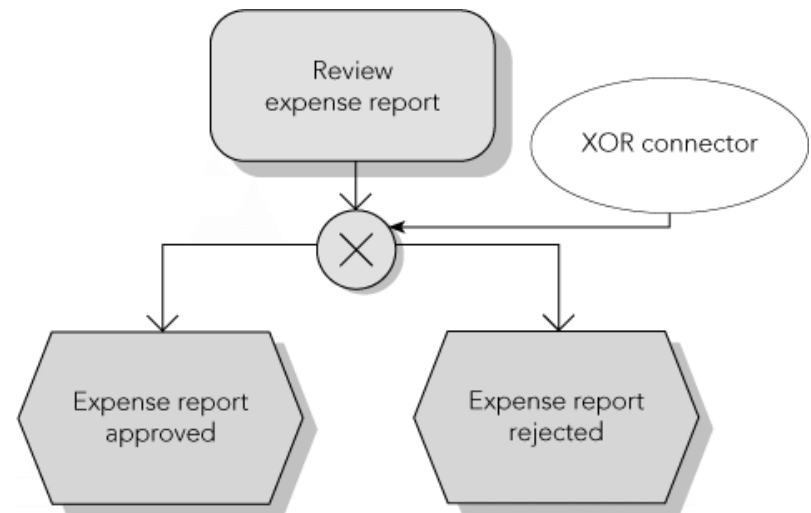 Review
expense report
XOR connector
Expense report
approved
Expense report
rejected